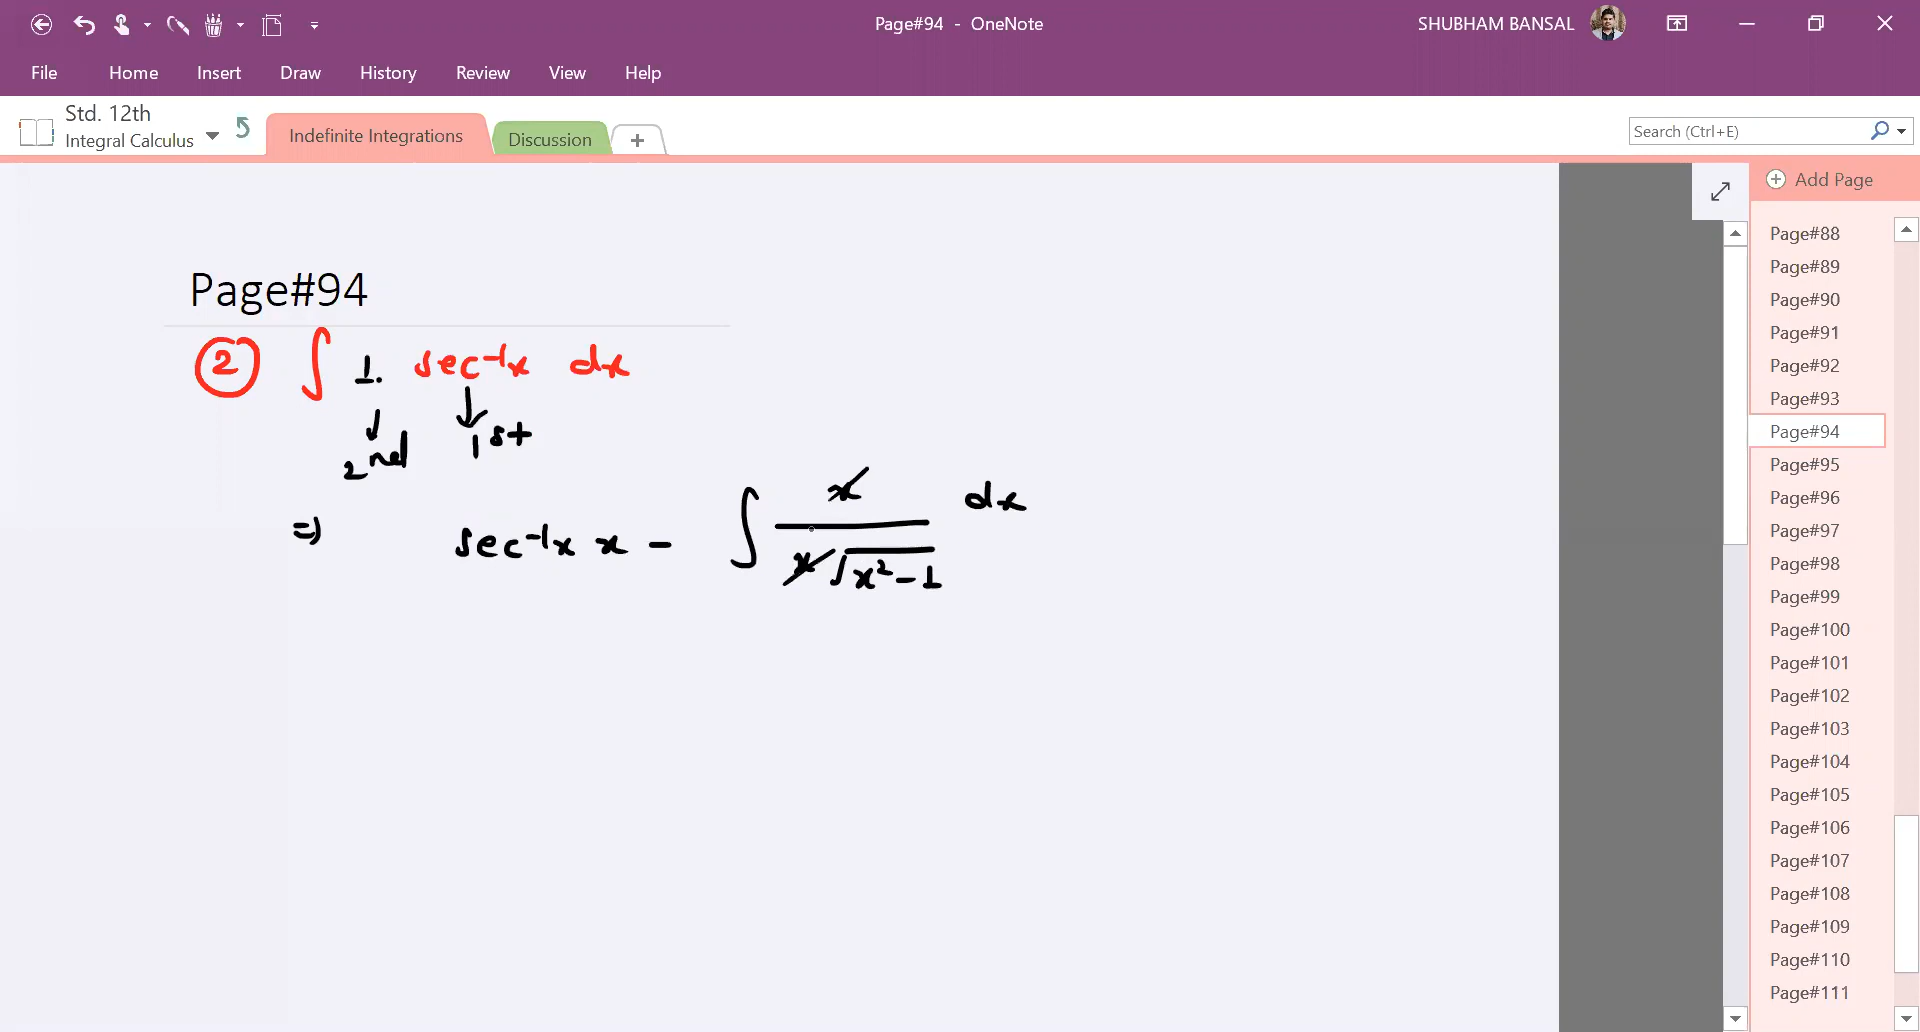 Page#94 - OneNote
SHUBHAM BANSAL
File Home Insert Draw History Review View Help
Std. 12th
Integral Calculus
Indefinite Integrations
Discussion
+
Search (Ctrl+E)
Add Page
Page#94
② ∫ 1. sec⁻¹x dx
2nd 1st
⇒ sec⁻¹x x - ∫ x / x√x²-1 dx
Page#88
Page#89
Page#90
Page#91
Page#92
Page#93
Page#94
Page#95
Page#96
Page#97
Page#98
Page#99
Page#100
Page#101
Page#102
Page#103
Page#104
Page#105
Page#106
Page#107
Page#108
Page#109
Page#110
Page#111